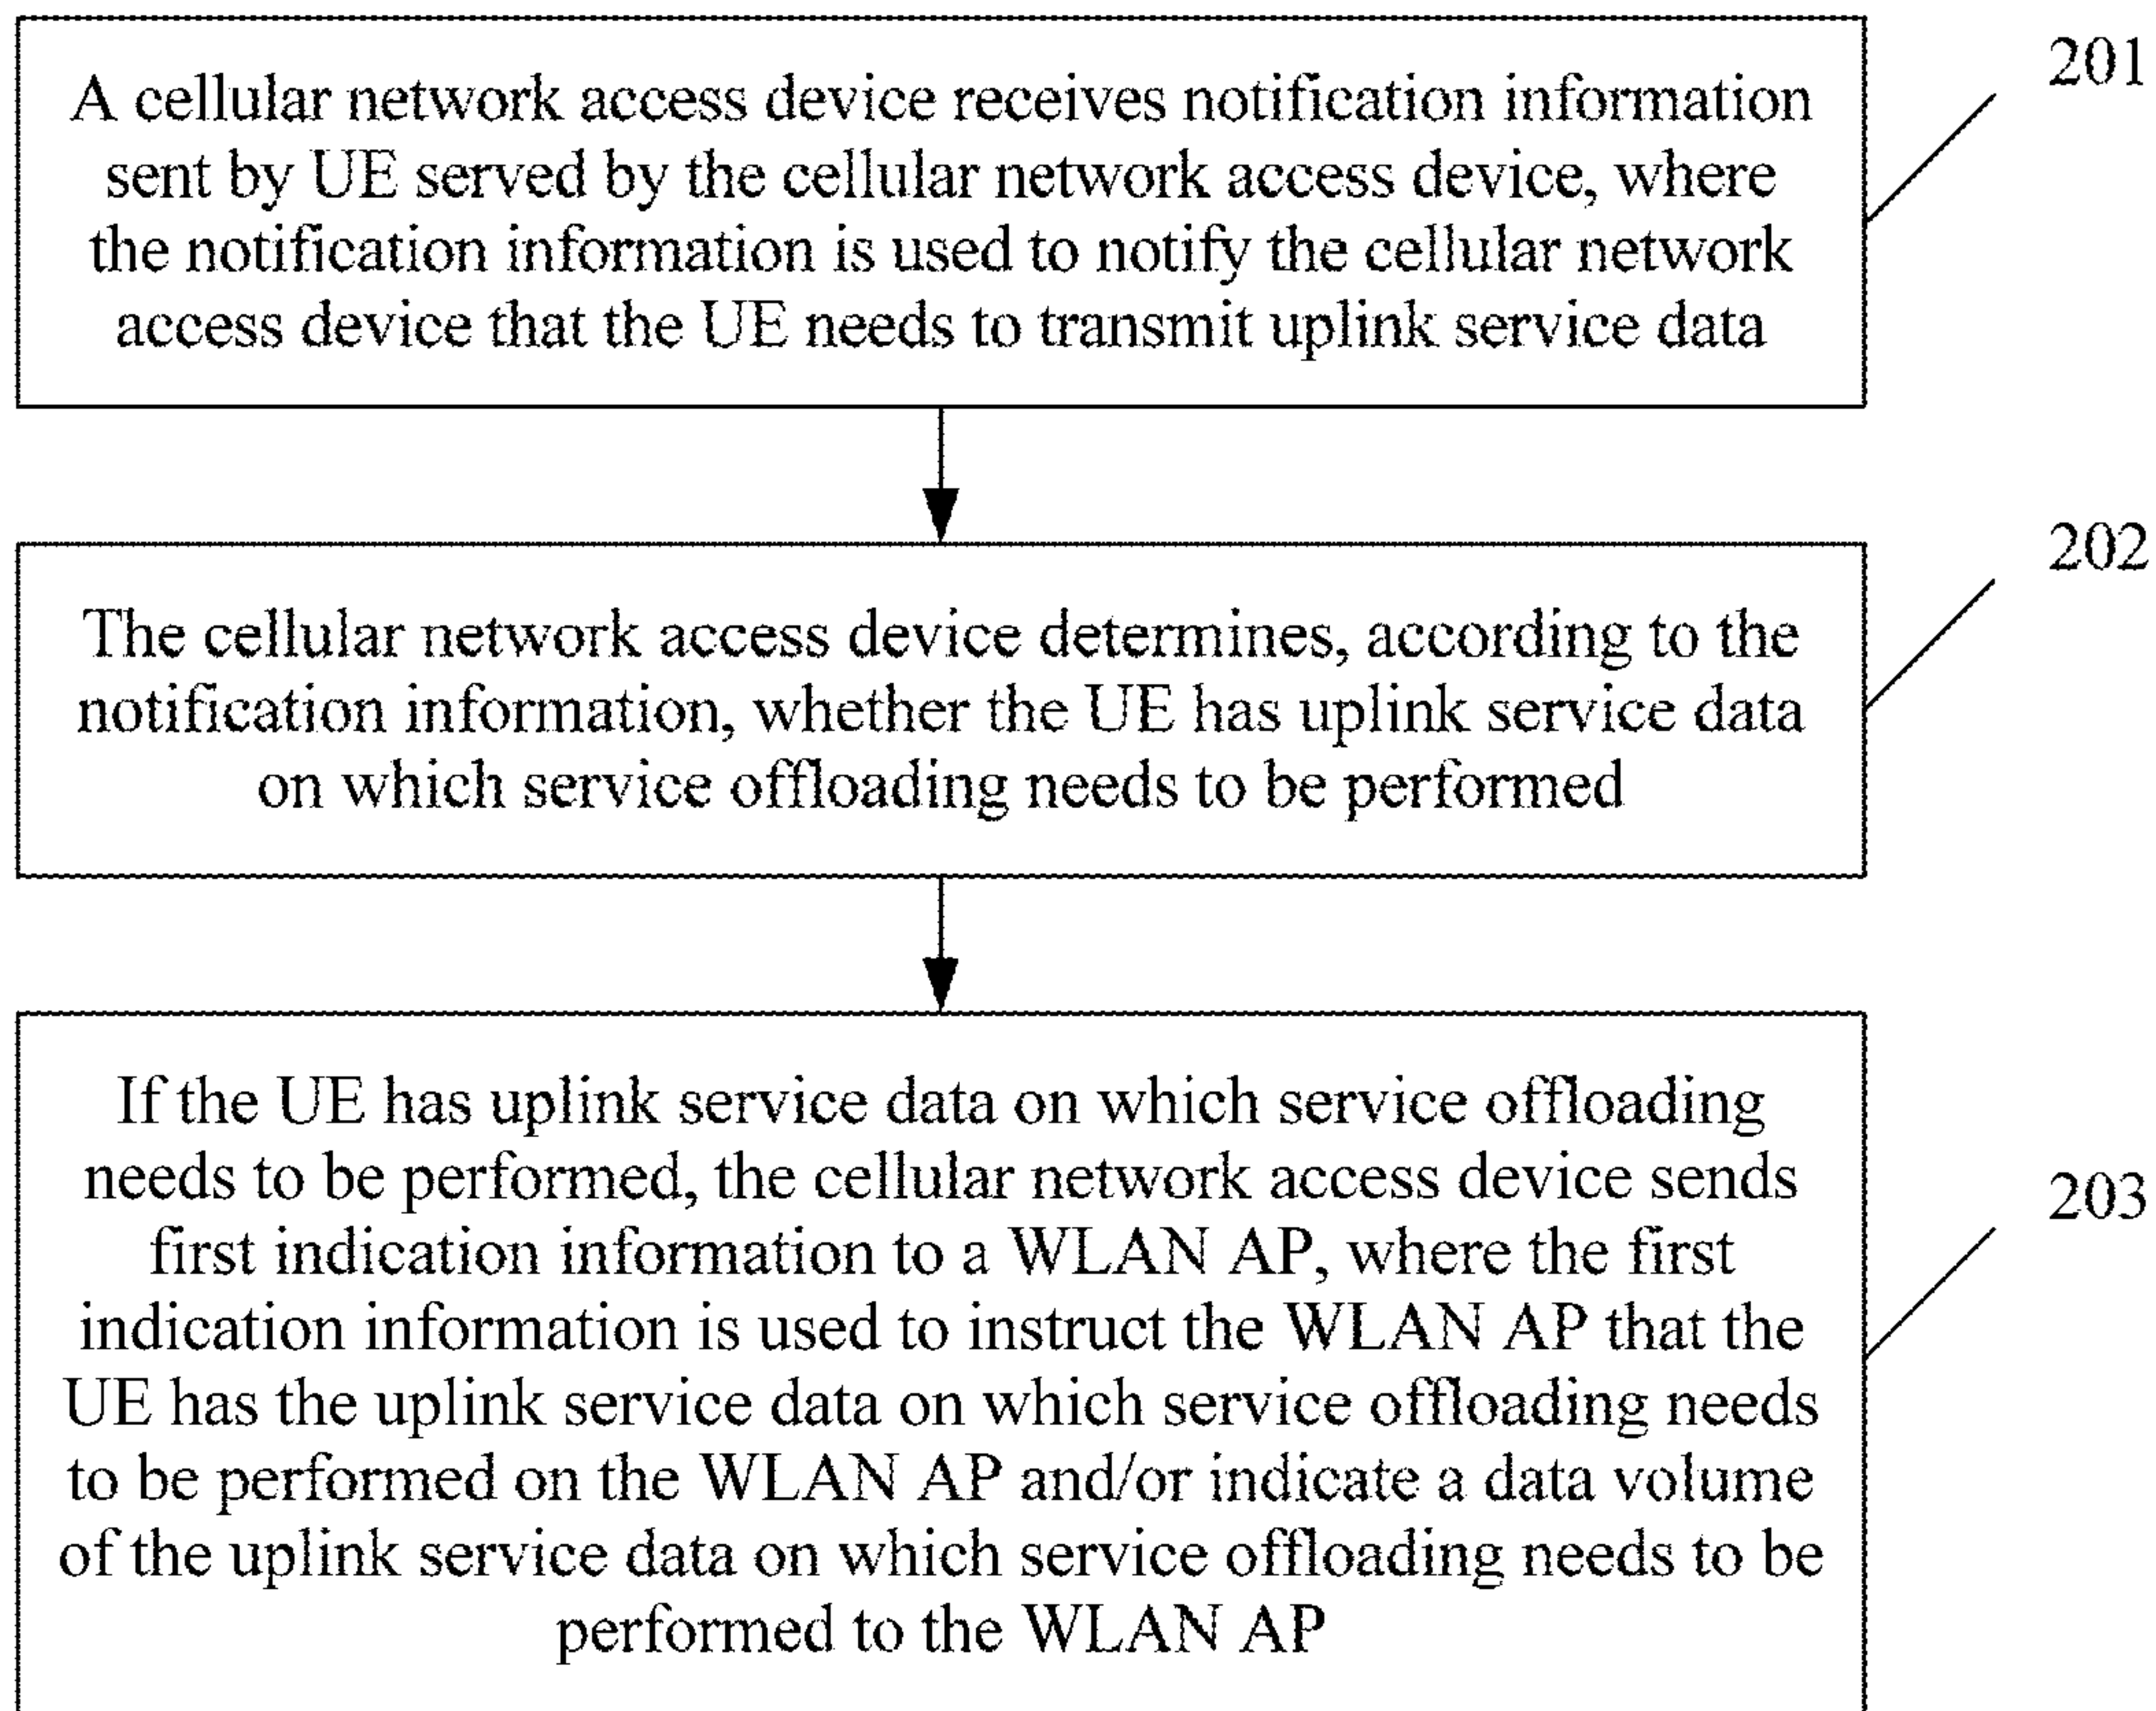 A cellular network access device receives notification information
sent by UE served by the cellular network access device, where
the notification information is used to notify the cellular network
access device that the UE needs to transmit uplink service data
201
The cellular network access device determines, according to the
notification information, whether the UE has uplink service data
on which service offloading needs to be performed
202
If the UE has uplink service data on which service offloading
needs to be performed, the cellular network access device sends
first indication information to a WLAN AP, where the first
indication information is used to instruct the WLAN AP that the
UE has the uplink service data on which service offloading needs
to be performed on the WLAN AP and/or indicate a data volume
of the uplink service data on which service offloading needs to be
performed to the WLAN AP
203